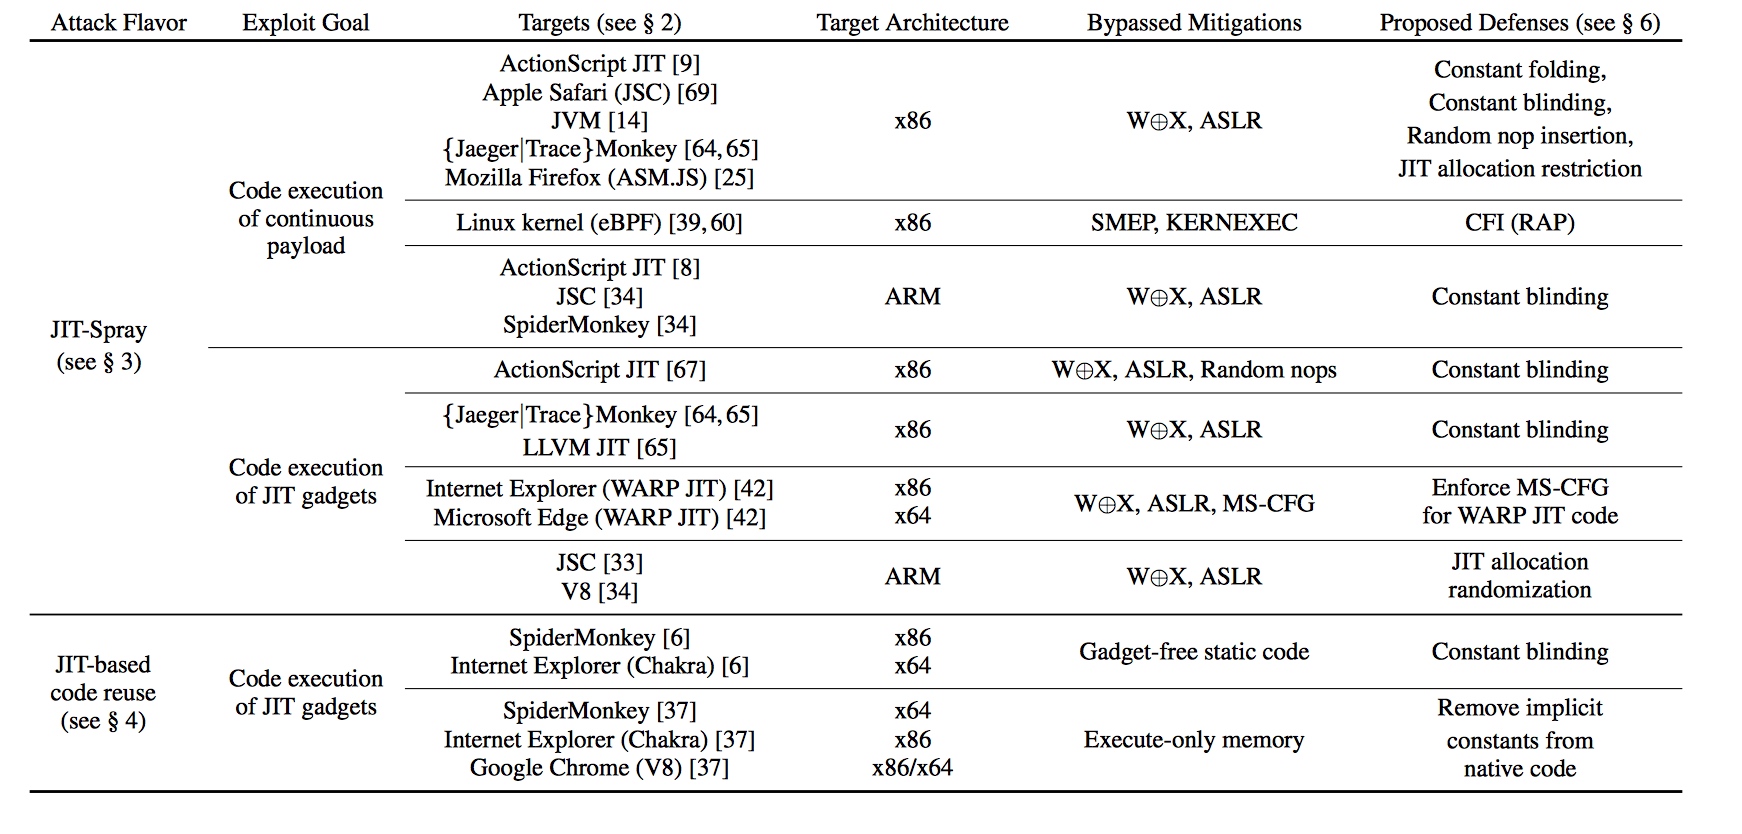 Attack Flavor Exploit Goal Targets (see § 2) Target Architecture Bypassed Mitigations Proposed Defenses (see § 6)
JIT-Spray
(see § 3)
Code execution
of continuous
payload
ActionScript JIT [9]
Apple Safari (JSC) [69]
JVM [14]
{Jaeger|Trace}Monkey [64, 65]
Mozilla Firefox (ASM.JS) [25]
x86
W⊕X, ASLR
Constant folding,
Constant blinding,
Random nop insertion,
JIT allocation restriction
Linux kernel (eBPF) [39, 60] x86 SMEP, KERNEXEC CFI (RAP)
ActionScript JIT [8]
JSC [34]
SpiderMonkey [34]
ARM
W⊕X, ASLR
Constant blinding
Code execution
of JIT gadgets
ActionScript JIT [67] x86 W⊕X, ASLR, Random nops Constant blinding
{Jaeger|Trace}Monkey [64, 65]
LLVM JIT [65]
x86
W⊕X, ASLR
Constant blinding
Internet Explorer (WARP JIT) [42]
Microsoft Edge (WARP JIT) [42]
x86
x64
W⊕X, ASLR, MS-CFG
Enforce MS-CFG
for WARP JIT code
JSC [33]
V8 [34]
ARM
W⊕X, ASLR
JIT allocation
randomization
JIT-based
code reuse
(see § 4)
Code execution
of JIT gadgets
SpiderMonkey [6]
Internet Explorer (Chakra) [6]
x86
x64
Gadget-free static code
Constant blinding
SpiderMonkey [37]
Internet Explorer (Chakra) [37]
Google Chrome (V8) [37]
x64
x86
x86/x64
Execute-only memory
Remove implicit
constants from
native code